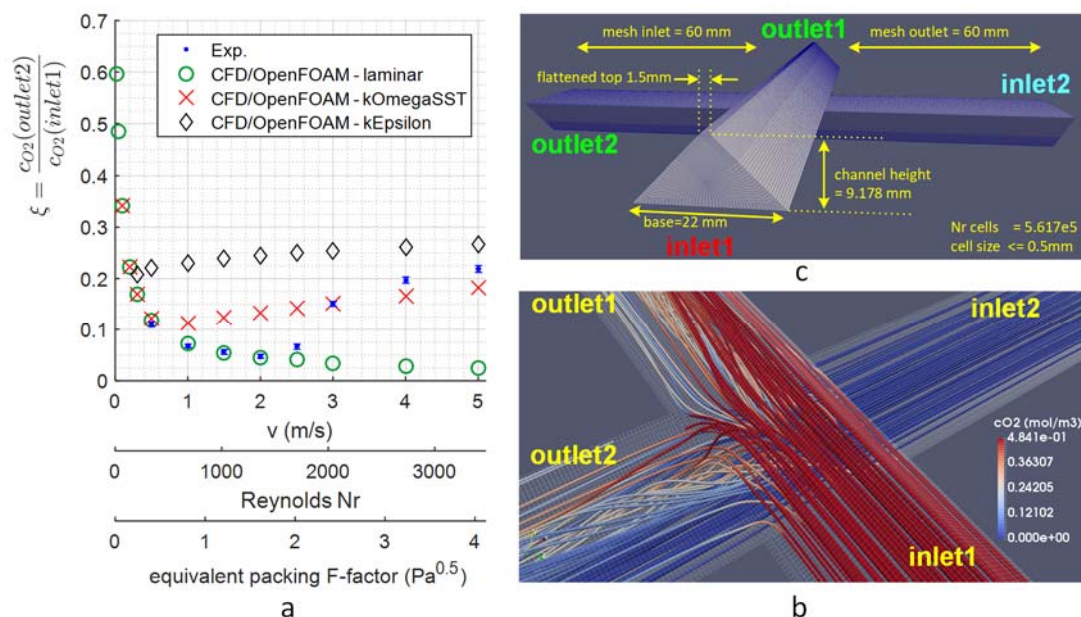 ξ = c_{O2}(outlet2) / c_{O2}(inlet1)
0.7
0.6
0.5
0.4
0.3
0.2
0.1
0
Exp.
CFD/OpenFOAM - laminar
CFD/OpenFOAM - kOmegaSST
CFD/OpenFOAM - kEpsilon
0 1 2 3 4 5
v (m/s)
0 1000 2000 3000
Reynolds Nr
0 1 2 3 4
equivalent packing F-factor (Pa^{0.5})
a
outlet1
mesh inlet = 60 mm
mesh outlet = 60 mm
flattened top 1.5mm
inlet2
outlet2
channel height
= 9.178 mm
base=22 mm
inlet1
Nr cells = 5.617e5
cell size <= 0.5mm
c
outlet1
inlet2
cO2 (mol/m3)
4.841e-01
0.36307
0.24205
0.12102
0.000e+00
outlet2
inlet1
b